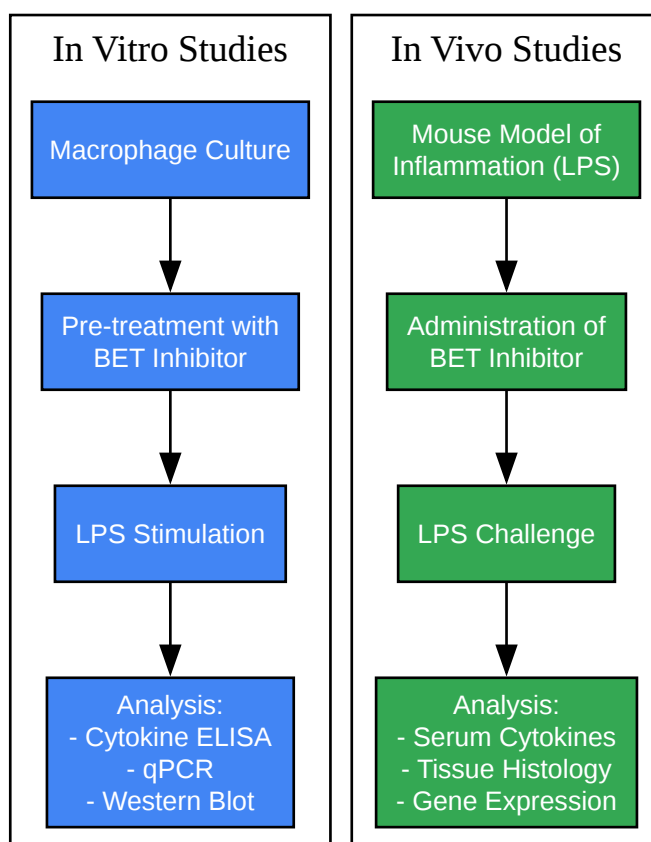 In Vitro Studies
Macrophage Culture
Pre-treatment with
BET Inhibitor
LPS Stimulation
Analysis:
- Cytokine ELISA
- qPCR
- Western Blot
In Vivo Studies
Mouse Model of
Inflammation (LPS)
Administration of
BET Inhibitor
LPS Challenge
Analysis:
- Serum Cytokines
- Tissue Histology
- Gene Expression